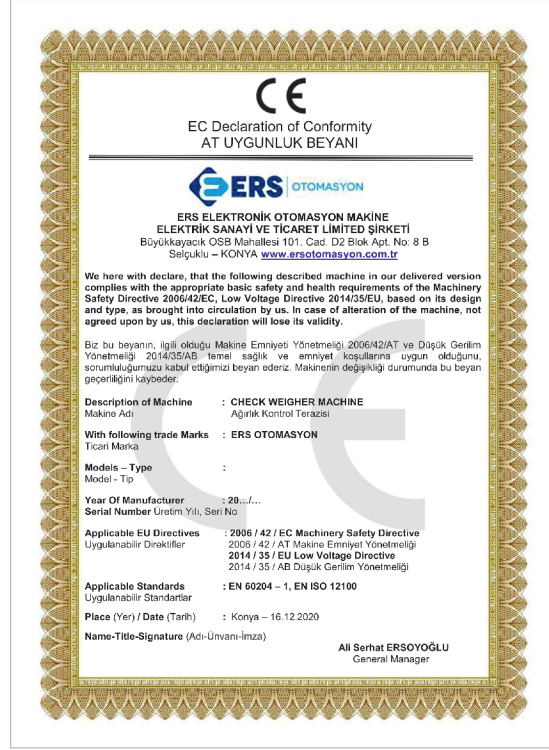 CE
EC Declaration of Conformity
AT UYGUNLUK BEYANI
ERS OTOMASYON
ERS ELEKTRONİK OTOMASYON MAKİNE
ELEKTRİK SANAYİ VE TİCARET LİMİTED ŞİRKETİ
Büyükkayacık OSB Mahallesi 101. Cad. D2 Blok Apt. No: 8 B
Selçuklu – KONYA www.ersotomasyon.com.tr
We here with declare, that the following described machine in our delivered version
complies with the appropriate basic safety and health requirements of the Machinery
Safety Directive 2006/42/EC, Low Voltage Directive 2014/35/EU, based on its design
and type, as brought into circulation by us. In case of alteration of the machine, not
agreed upon by us, this declaration will lose its validity.
Biz bu beyanın, ilgili olduğu Makine Emniyeti Yönetmeliği 2006/42/AT ve Düşük Gerilim
Yönetmeliği 2014/35/AB temel sağlık ve emniyet koşullarına uygun olduğunu,
sorumluluğumuzu kabul ettiğimizi beyan ederiz. Makinenin değişikliği durumunda bu beyan
geçerliliğini kaybeder.
Description of Machine : CHECK WEIGHER MACHINE
Makine Adı Ağırlık Kontrol Terazisi
With following trade Marks : ERS OTOMASYON
Ticari Marka
Models – Type :
Model - Tip
Year Of Manufacturer : 20.../...
Serial Number Üretim Yılı, Seri No
Applicable EU Directives : 2006 / 42 / EC Machinery Safety Directive
Uygulanabilir Direktifler 2006 / 42 / AT Makine Emniyet Yönetmeliği
2014 / 35 / EU Low Voltage Directive
2014 / 35 / AB Düşük Gerilim Yönetmeliği
Applicable Standards : EN 60204 – 1, EN ISO 12100
Uygulanabilir Standartlar
Place (Yer) / Date (Tarih) : Konya – 16.12.2020
Name-Title-Signature (Adı-Ünvanı-İmza)
Ali Serhat ERSOYOĞLU
General Manager